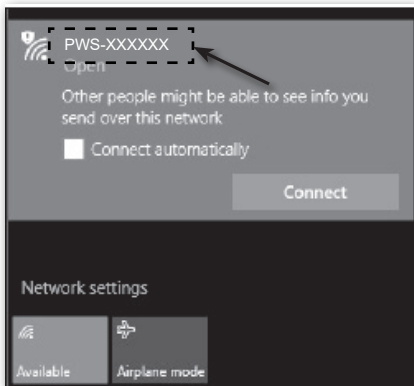 PWS-XXXXXX
Open
Other people might be able to see info you
send over this network
Connect automatically
Connect
Network settings
Available
Airplane mode